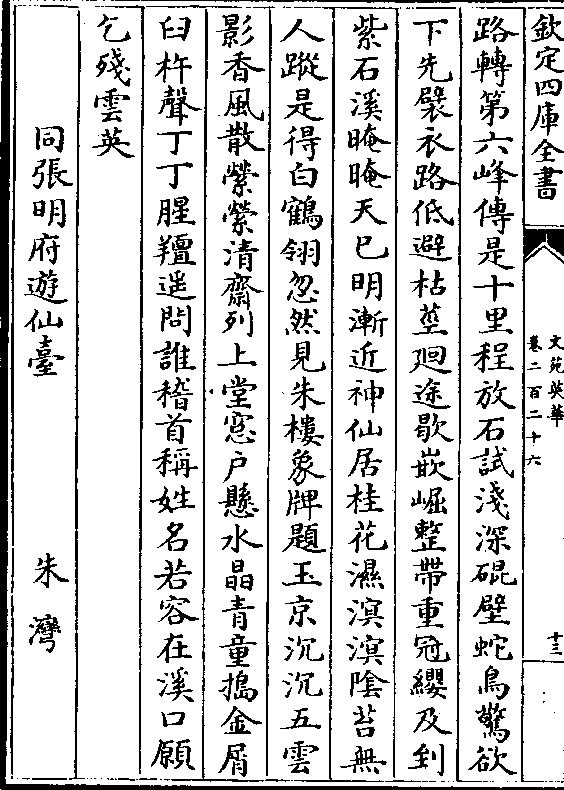 欽定四庫全書
文苑英華
卷二百二十六
十三
路轉第六峰傳是十里程放石試淺深硠壁蛇鳥驚欲
下先襞衣路低避枯莖廻途歇嵌崛整帶重冠纓及到
紫石溪晻晻天已明漸近神仙居桂花濕溟溟陰苔無
人蹤是得白鶴翎忽然見朱樓象牌題玉京沉沉五雲
影香風散縈縈清齋列上堂窓户懸水晶青童搗金屑
臼杵聲丁丁腥羶遥問誰稽首稱姓名若容在溪口願
乞殘雲英
同張明府遊仙臺
朱灣